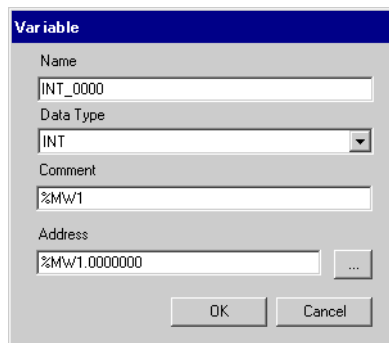 Variable
Name
INT_0000
Data Type
INT
Comment
%MW1
Address
%MW1.0000000
...
OK Cancel